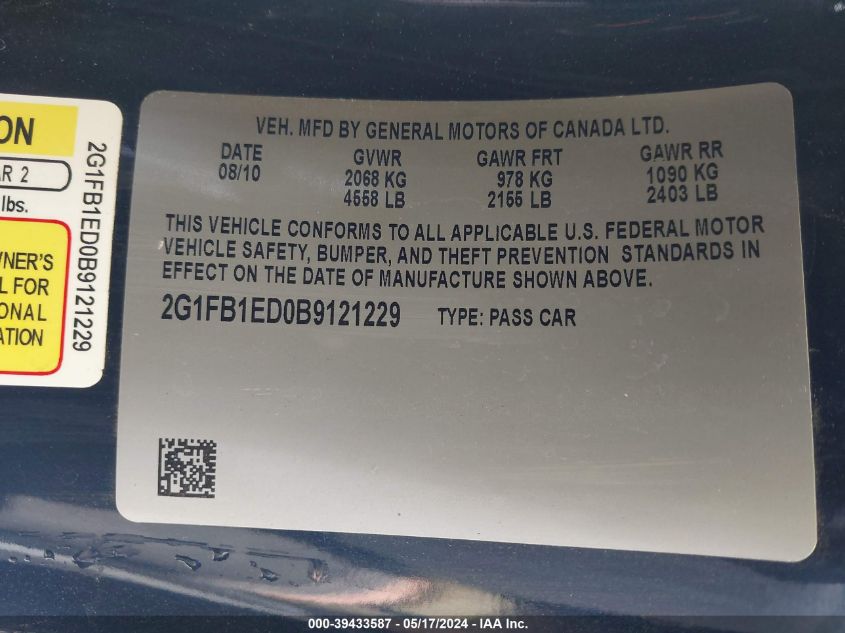 ON
AR 2
lbs.
WNER'S
L FOR
ONAL
ATION
2G1FB1ED0B9121229
VEH. MFD BY GENERAL MOTORS OF CANADA LTD.
DATE GVWR GAWR FRT GAWR RR
08/10 2068 KG 978 KG 1090 KG
4558 LB 2155 LB 2403 LB
THIS VEHICLE CONFORMS TO ALL APPLICABLE U.S. FEDERAL MOTOR
VEHICLE SAFETY, BUMPER, AND THEFT PREVENTION STANDARDS IN
EFFECT ON THE DATE OF MANUFACTURE SHOWN ABOVE.
2G1FB1ED0B9121229 TYPE: PASS CAR
000-39433587 - 05/17/2024 - IAA Inc.